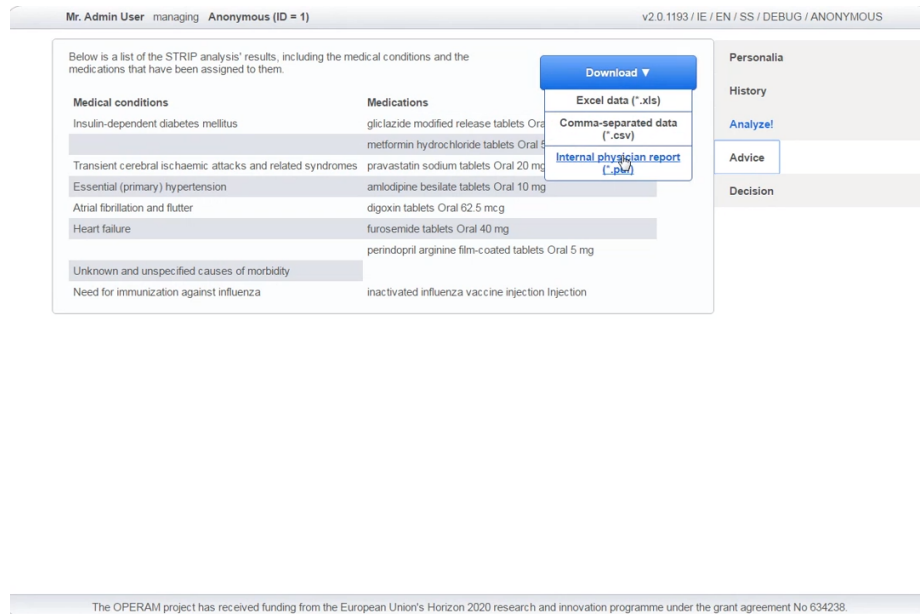 Mr. Admin User managing Anonymous (ID = 1)
v2.0.1193 / IE / EN / SS / DEBUG / ANONYMOUS
Below is a list of the STRIP analysis' results, including the medical conditions and the
medications that have been assigned to them.
Download ▼
Excel data (*.xls)
Comma-separated data
(*.csv)
Internal physician report
Medical conditions Medications
Insulin-dependent diabetes mellitus gliclazide modified release tablets
metformin hydrochloride tablets Oral
Transient cerebral ischaemic attacks and related syndromes pravastatin sodium tablets Oral 20 mg
Essential (primary) hypertension amlodipine besilate tablets Oral 10 mg
Atrial fibrillation and flutter digoxin tablets Oral 62.5 mcg
Heart failure furosemide tablets Oral 40 mg
perindopril arginine film-coated tablets Oral 5 mg
Unknown and unspecified causes of morbidity
Need for immunization against influenza inactivated influenza vaccine injection Injection
Personalia
History
Analyze!
Advice
Decision
The OPERAM project has received funding from the European Union's Horizon 2020 research and innovation programme under the grant agreement No 634238.